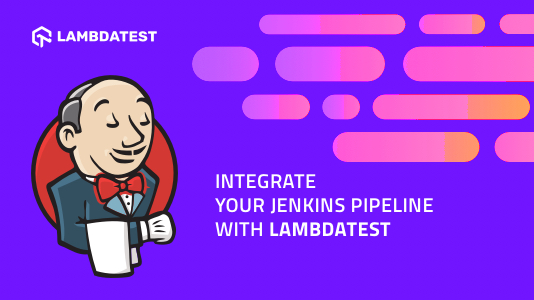 LAMBDATEST
INTEGRATE
YOUR JENKINS PIPELINE
WITH LAMBDATEST